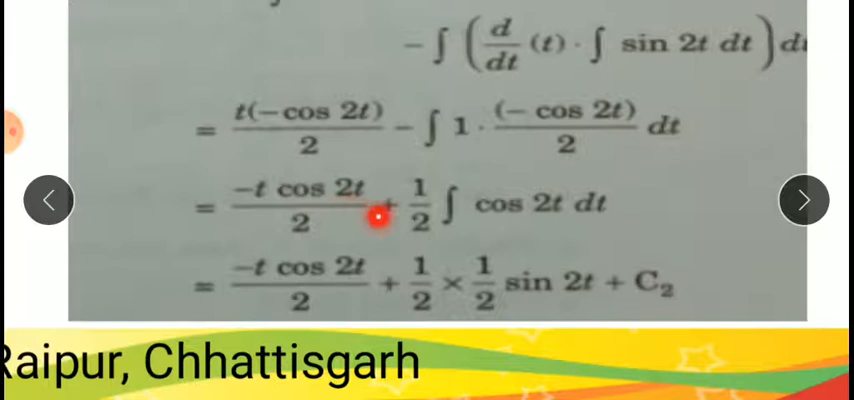 − ∫ (d/dt (t) · ∫ sin 2t dt) dt
= t(−cos 2t)/2 − ∫ 1 · (− cos 2t)/2 dt
= −t cos 2t/2 + 1/2 ∫ cos 2t dt
= −t cos 2t/2 + 1/2 × 1/2 sin 2t + C₂
Raipur, Chhattisgarh